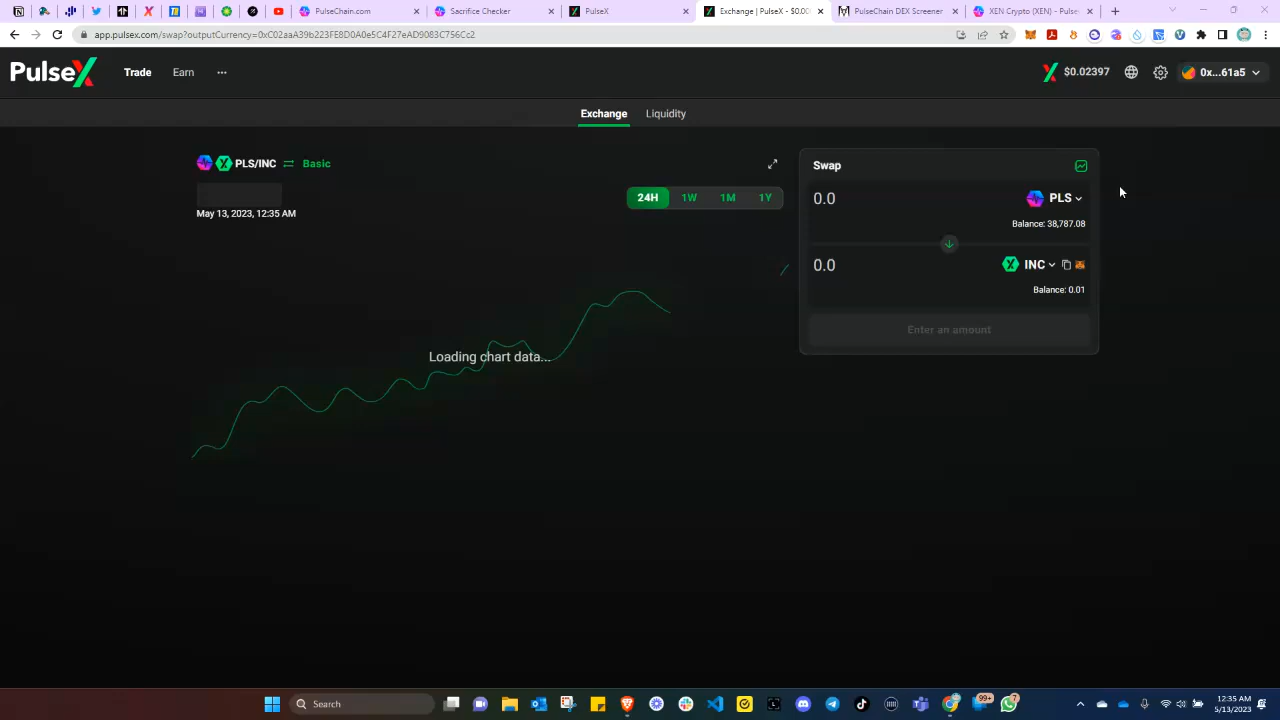 PulseChain.com
Sacrifice Checker
PulseX
Exchange | PulseX - $0.00
PulseChain DEX Screener
XEN Crypto (XEN) - Pulse
app.pulsex.com/swap?outputCurrency=0xC02aaA39b223FE8D0A0e5C4F27eAD9083C756Cc2
PulseX
Trade
Earn
$0.02397
0x...61a5
Exchange
Liquidity
PLS/INC
Basic
May 13, 2023, 12:35 AM
24H
1W
1M
1Y
Loading chart data...
Swap
0.0
PLS
Balance: 38,787.08
0.0
INC
Balance: 0.01
Enter an amount
Search
99+
7
12:35 AM
5/13/2023